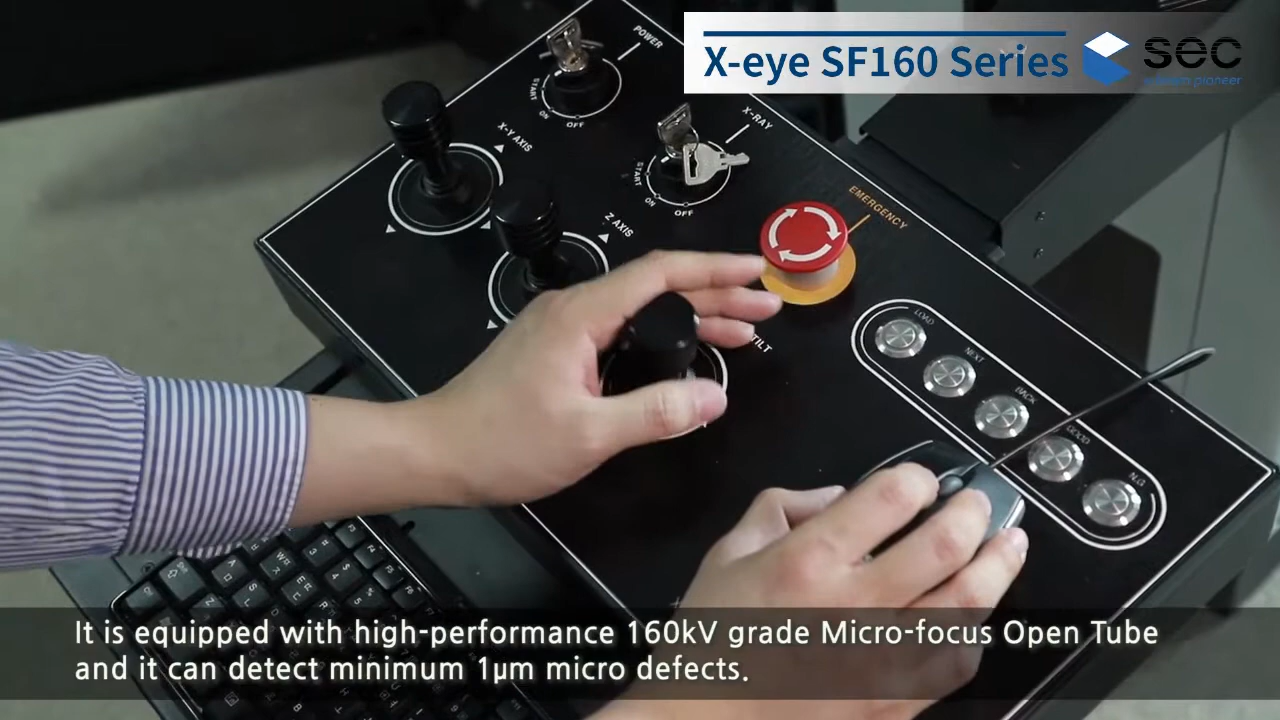 X-eye SF160 Series
sec
pioneer
POWER
START
ON
OFF
X-Y AXIS
X-RAY
START
ON
OFF
Z AXIS
EMERGENCY
TILT
LOAD
NEXT
BACK
GOOD
N.G
It is equipped with high-performance 160kV grade Micro-focus Open Tube
and it can detect minimum 1μm micro defects.